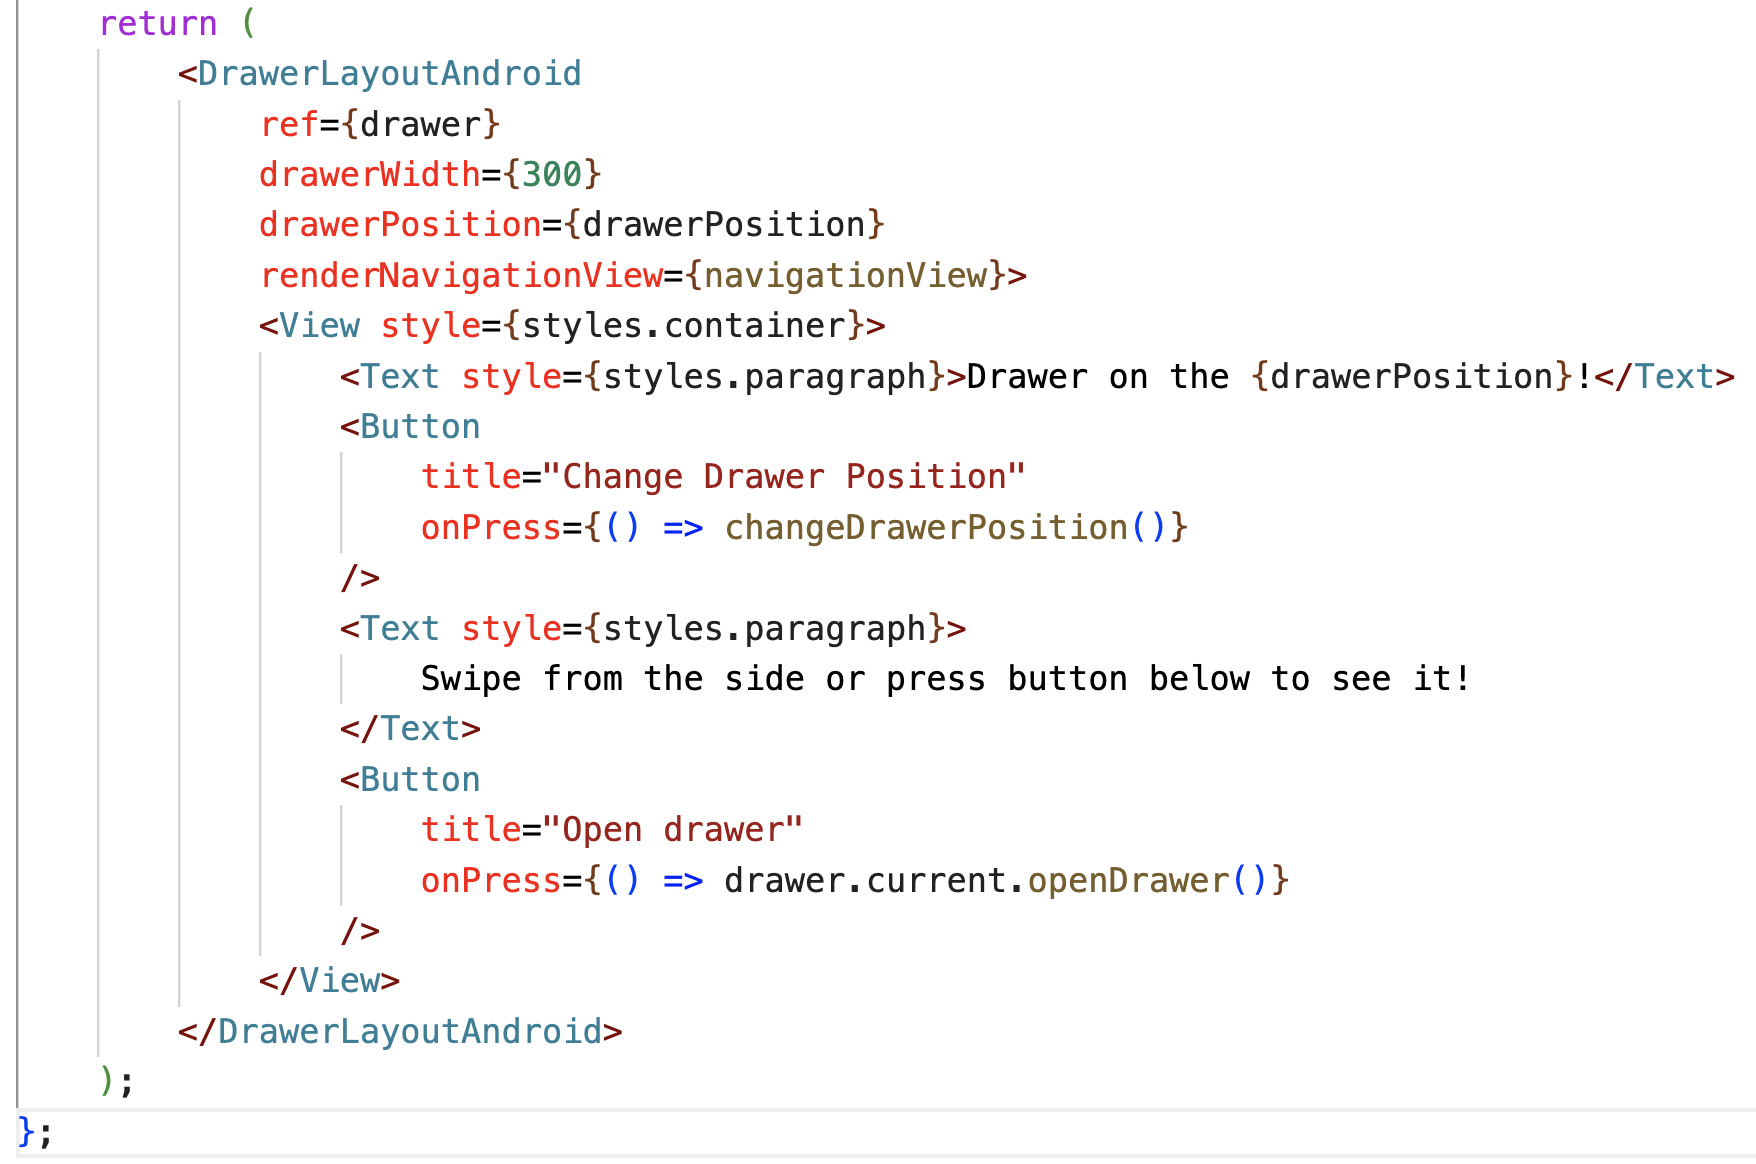 return (
<DrawerLayoutAndroid
ref={drawer}
drawerWidth={300}
drawerPosition={drawerPosition}
renderNavigationView={navigationView}>
<View style={styles.container}>
<Text style={styles.paragraph}>Drawer on the {drawerPosition}!</Text>
<Button
title="Change Drawer Position"
onPress={() => changeDrawerPosition()}
/>
<Text style={styles.paragraph}>
Swipe from the side or press button below to see it!
</Text>
<Button
title="Open drawer"
onPress={() => drawer.current.openDrawer()}
/>
</View>
</DrawerLayoutAndroid>
);
};